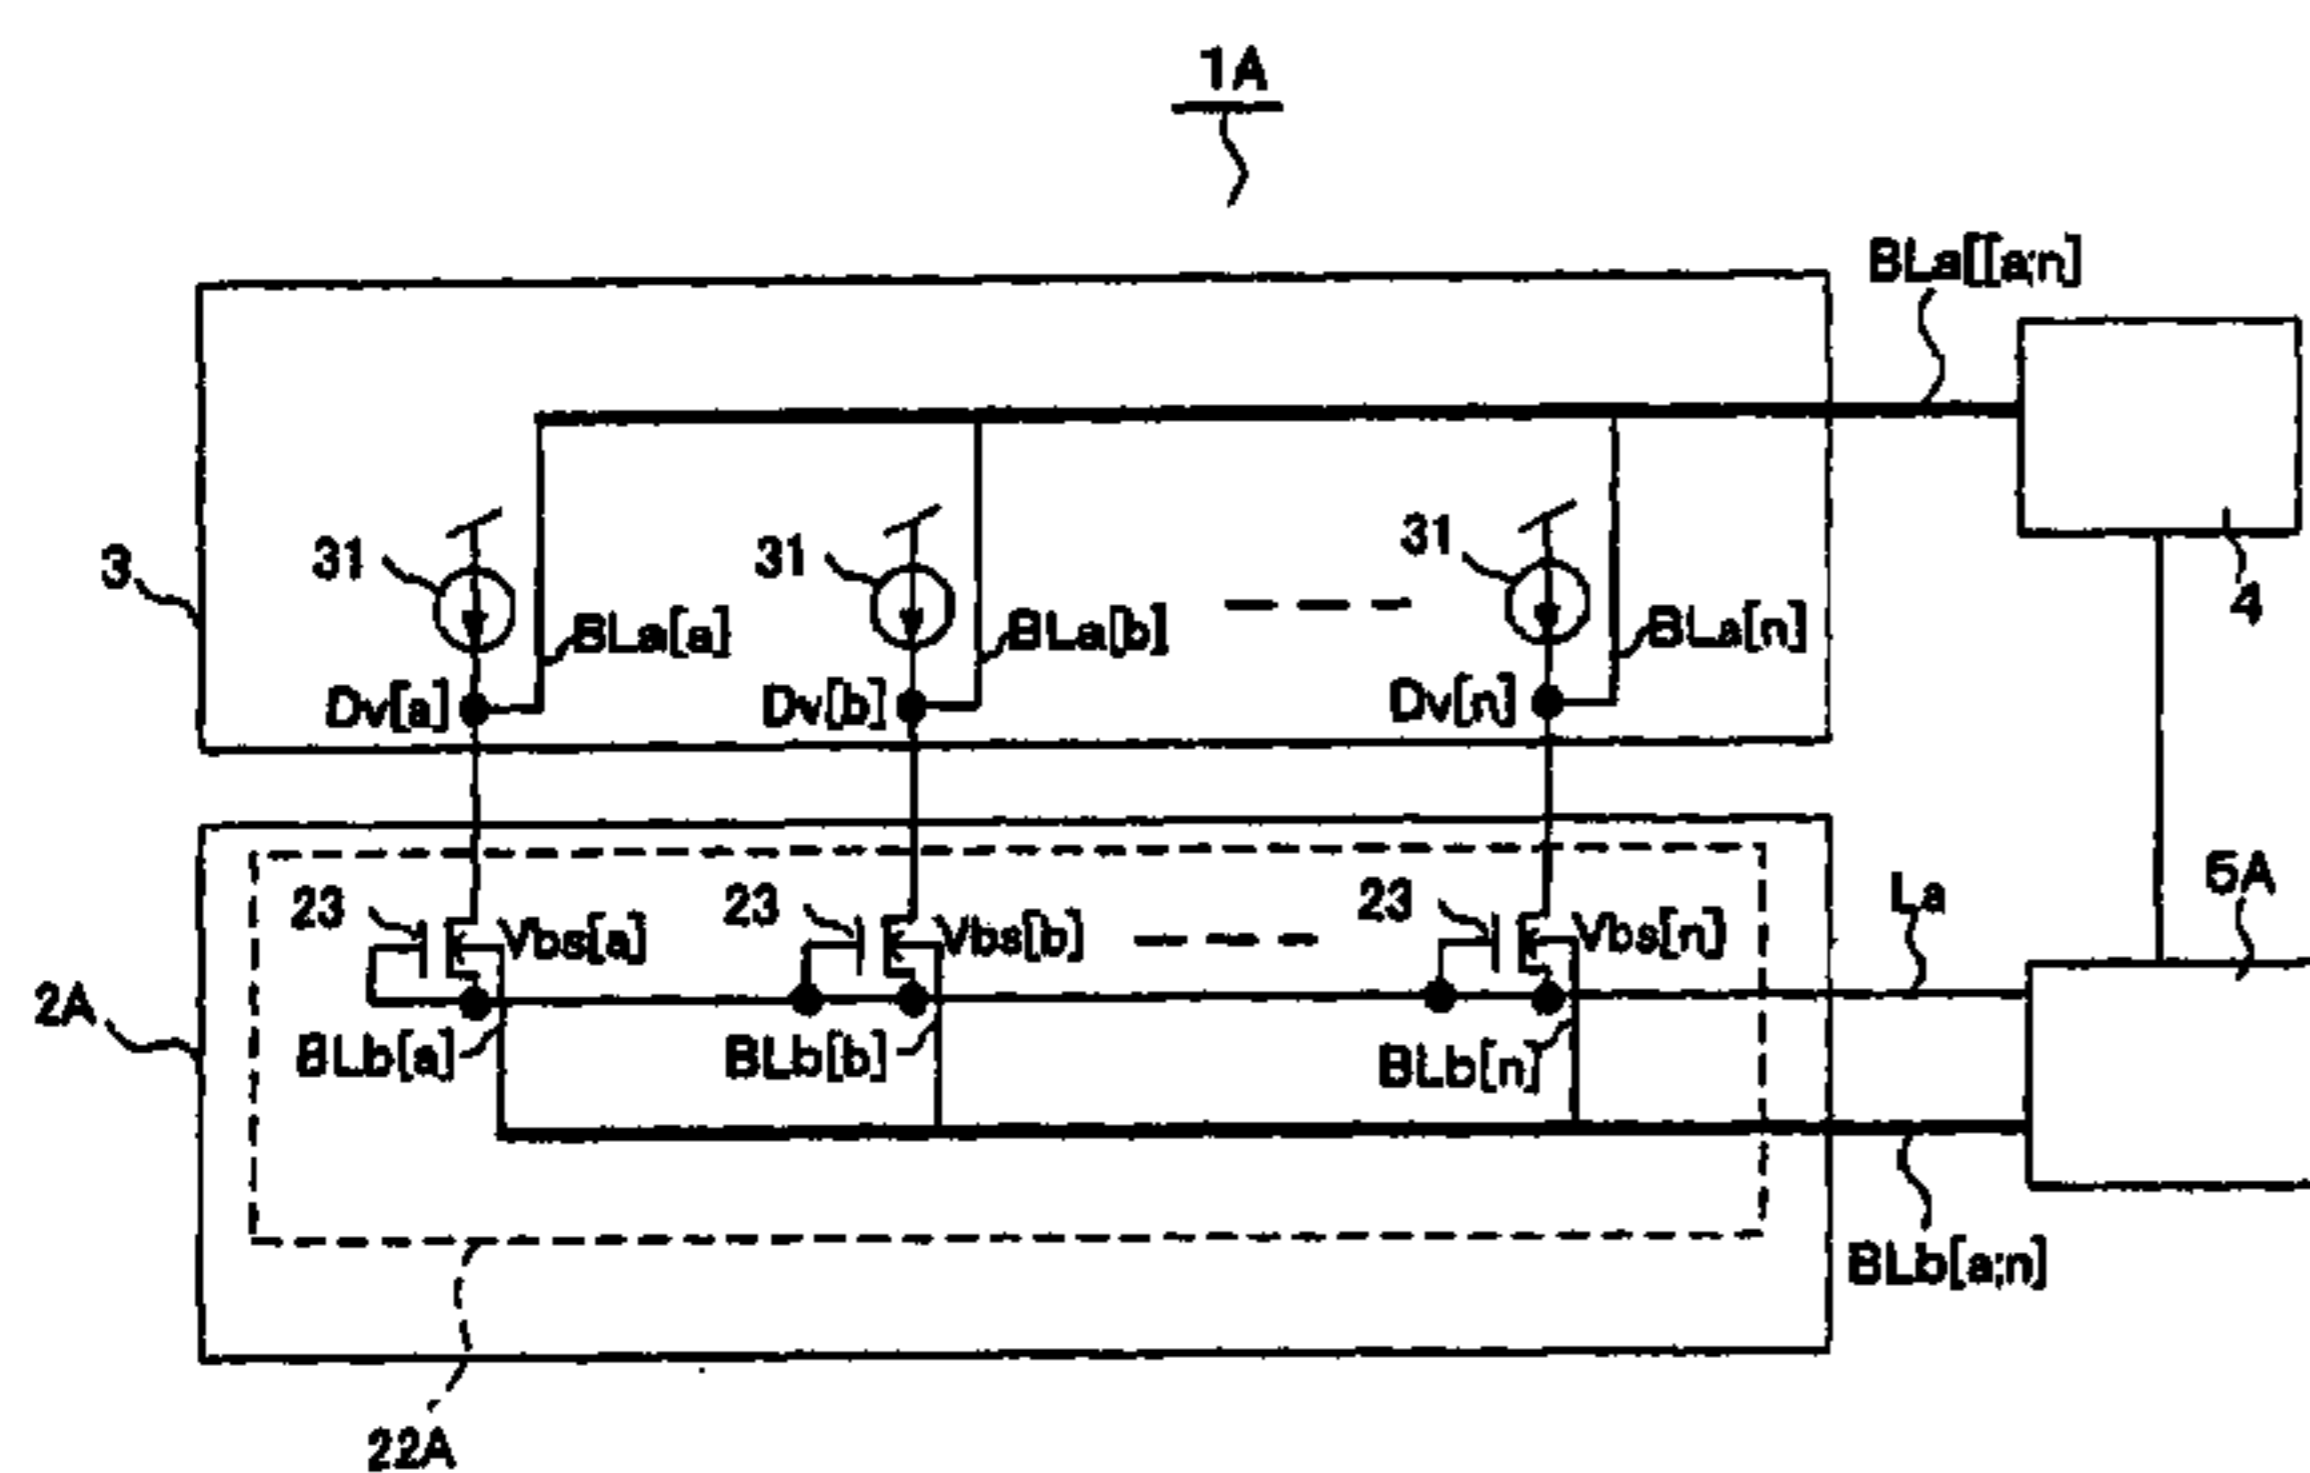 1A
BLa[[a;n]
31
31
31
3
BLa[a]
BLa[b]
BLa[n]
4
Dv[a]
Dv[b]
Dv[n]
23
Vbs[a]
23
Vbs[b]
23
Vbs[n]
La
5A
2A
BLb[a]
BLb[b]
BLb[n]
BLb[a;n]
22A